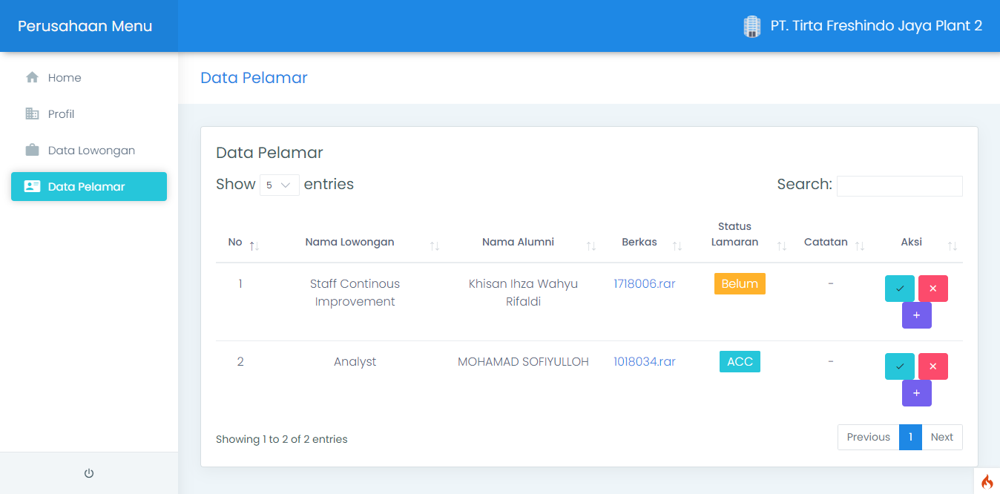 Perusahaan Menu
PT. Tirta Freshindo Jaya Plant 2
Home
Profil
Data Lowongan
Data Pelamar
Data Pelamar
Data Pelamar
Show 5 entries
Search:
No Nama Lowongan Nama Alumni Berkas Status Lamaran Catatan Aksi
1 Staff Continous Improvement Khisan Ihza Wahyu Rifaldi 1718006.rar Belum -
2 Analyst MOHAMAD SOFIYULLOH 1018034.rar ACC -
Showing 1 to 2 of 2 entries
Previous 1 Next